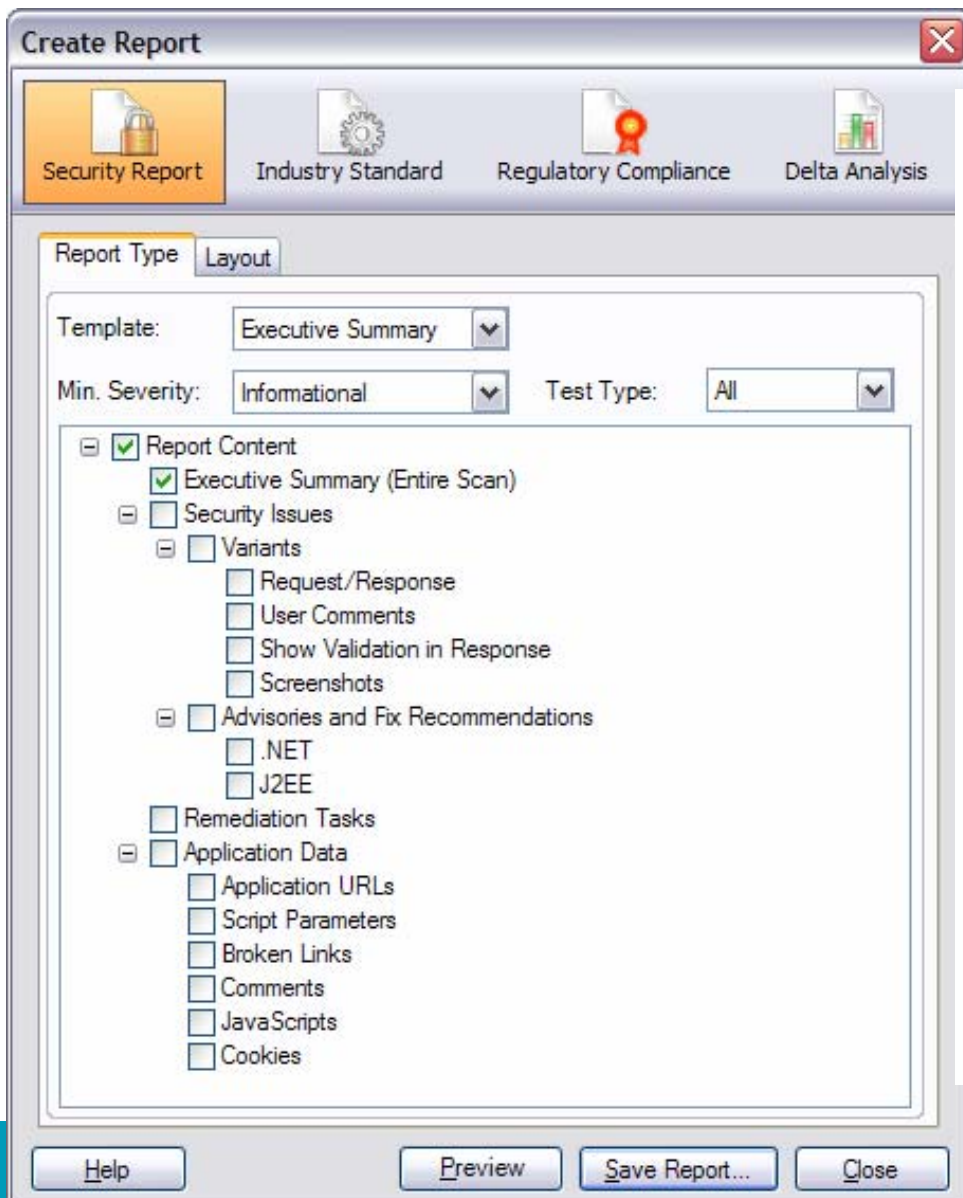 Create Report
Security Report Industry Standard Regulatory Compliance Delta Analysis
Report Type Layout
Template: Executive Summary
Min. Severity: Informational Test Type: All
Report Content
Executive Summary (Entire Scan)
Security Issues
Variants
Request/Response
User Comments
Show Validation in Response
Screenshots
Advisories and Fix Recommendations
.NET
J2EE
Remediation Tasks
Application Data
Application URLs
Script Parameters
Broken Links
Comments
JavaScripts
Cookies
Help Preview Save Report... Close